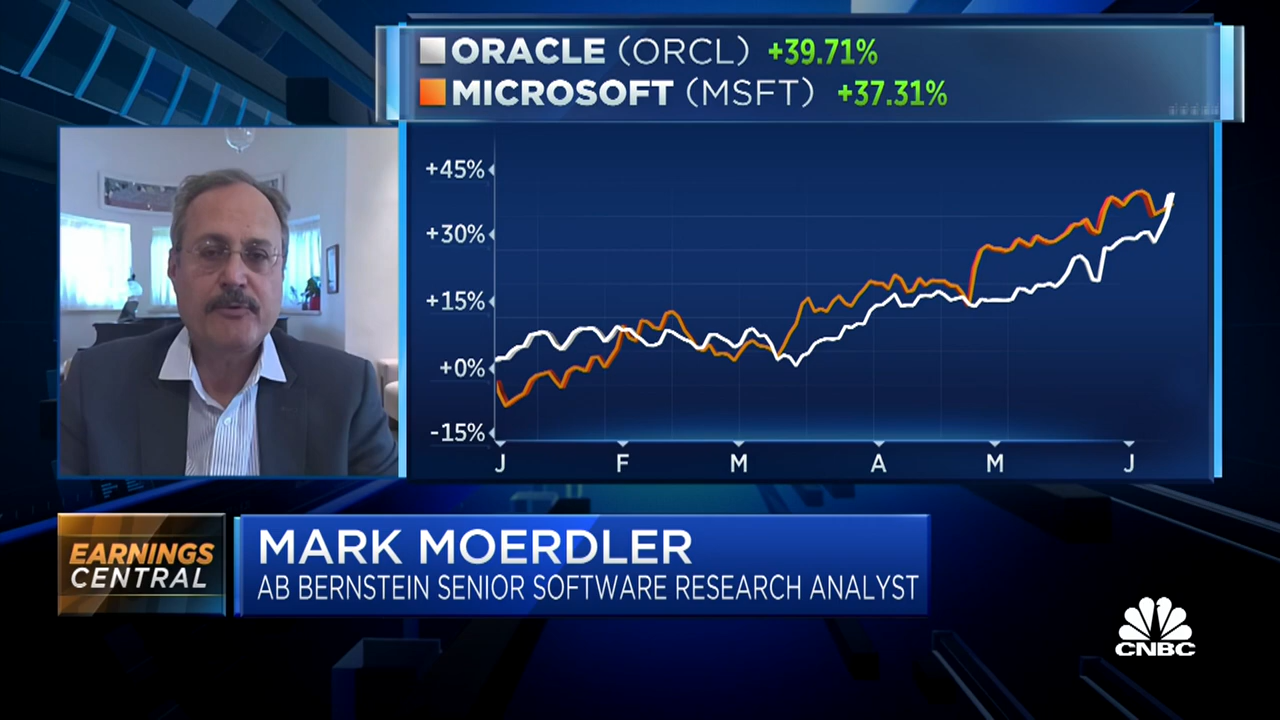 ORACLE (ORCL) +39.71%
MICROSOFT (MSFT) +37.31%
+45%
+30%
+15%
+0%
-15%
J F M A M J
EARNINGS
CENTRAL
MARK MOERDLER
AB BERNSTEIN SENIOR SOFTWARE RESEARCH ANALYST
CNBC